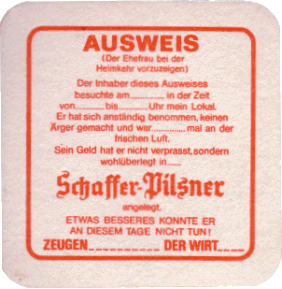 AUSWEIS
(Der Ehefrau bei der
Heimkehr vorzuzeigen)
Der Inhaber dieses Ausweises
besuchte am............ in der Zeit
von.......... bis.......... Uhr mein Lokal.
Er hat sich anständig benommen, keinen
Ärger gemacht und war............ mal an der
frischen Luft.
Sein Geld hat er nicht verprasst, sondern
wohlüberlegt in.....
Schaffer-Pilsner
angelegt.
ETWAS BESSERES KONNTE ER
AN DIESEM TAGE NICHT TUN!
ZEUGEN.......... DER WIRT....